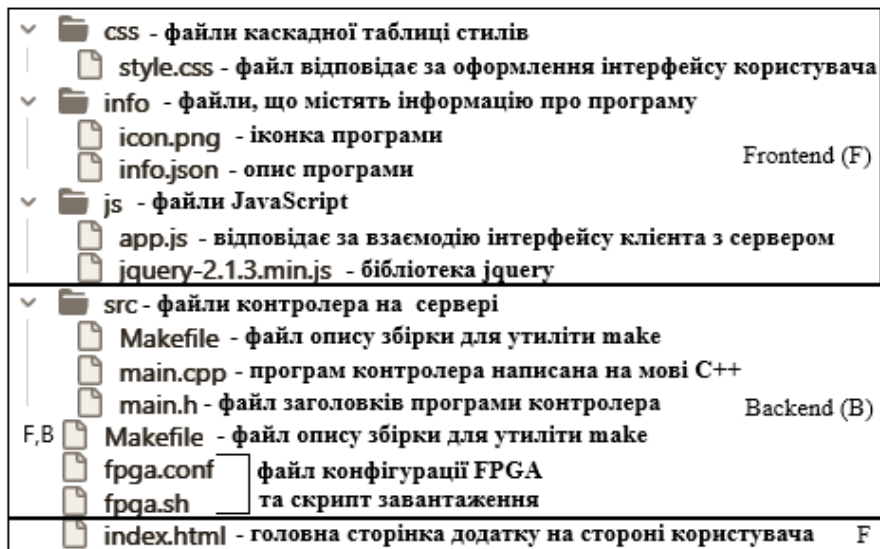 css - файли каскадної таблиці стилів
style.css - файл відповідає за оформлення інтерфейсу користувача
info - файли, що містять інформацію про програму
icon.png - іконка програми
Frontend (F)
info.json - опис програми
js - файли JavaScript
app.js - відповідає за взаємодію інтерфейсу клієнта з сервером
jquery-2.1.3.min.js - бібліотека jquery
src - файли контролера на сервері
Makefile - файл опису збірки для утиліти make
main.cpp - програм контролера написана на мові C++
main.h - файл заголовків програми контролера
Backend (B)
F,B Makefile - файл опису збірки для утиліти make
fpga.conf файл конфігурації FPGA
fpga.sh та скрипт завантаження
index.html - головна сторінка додатку на стороні користувача F